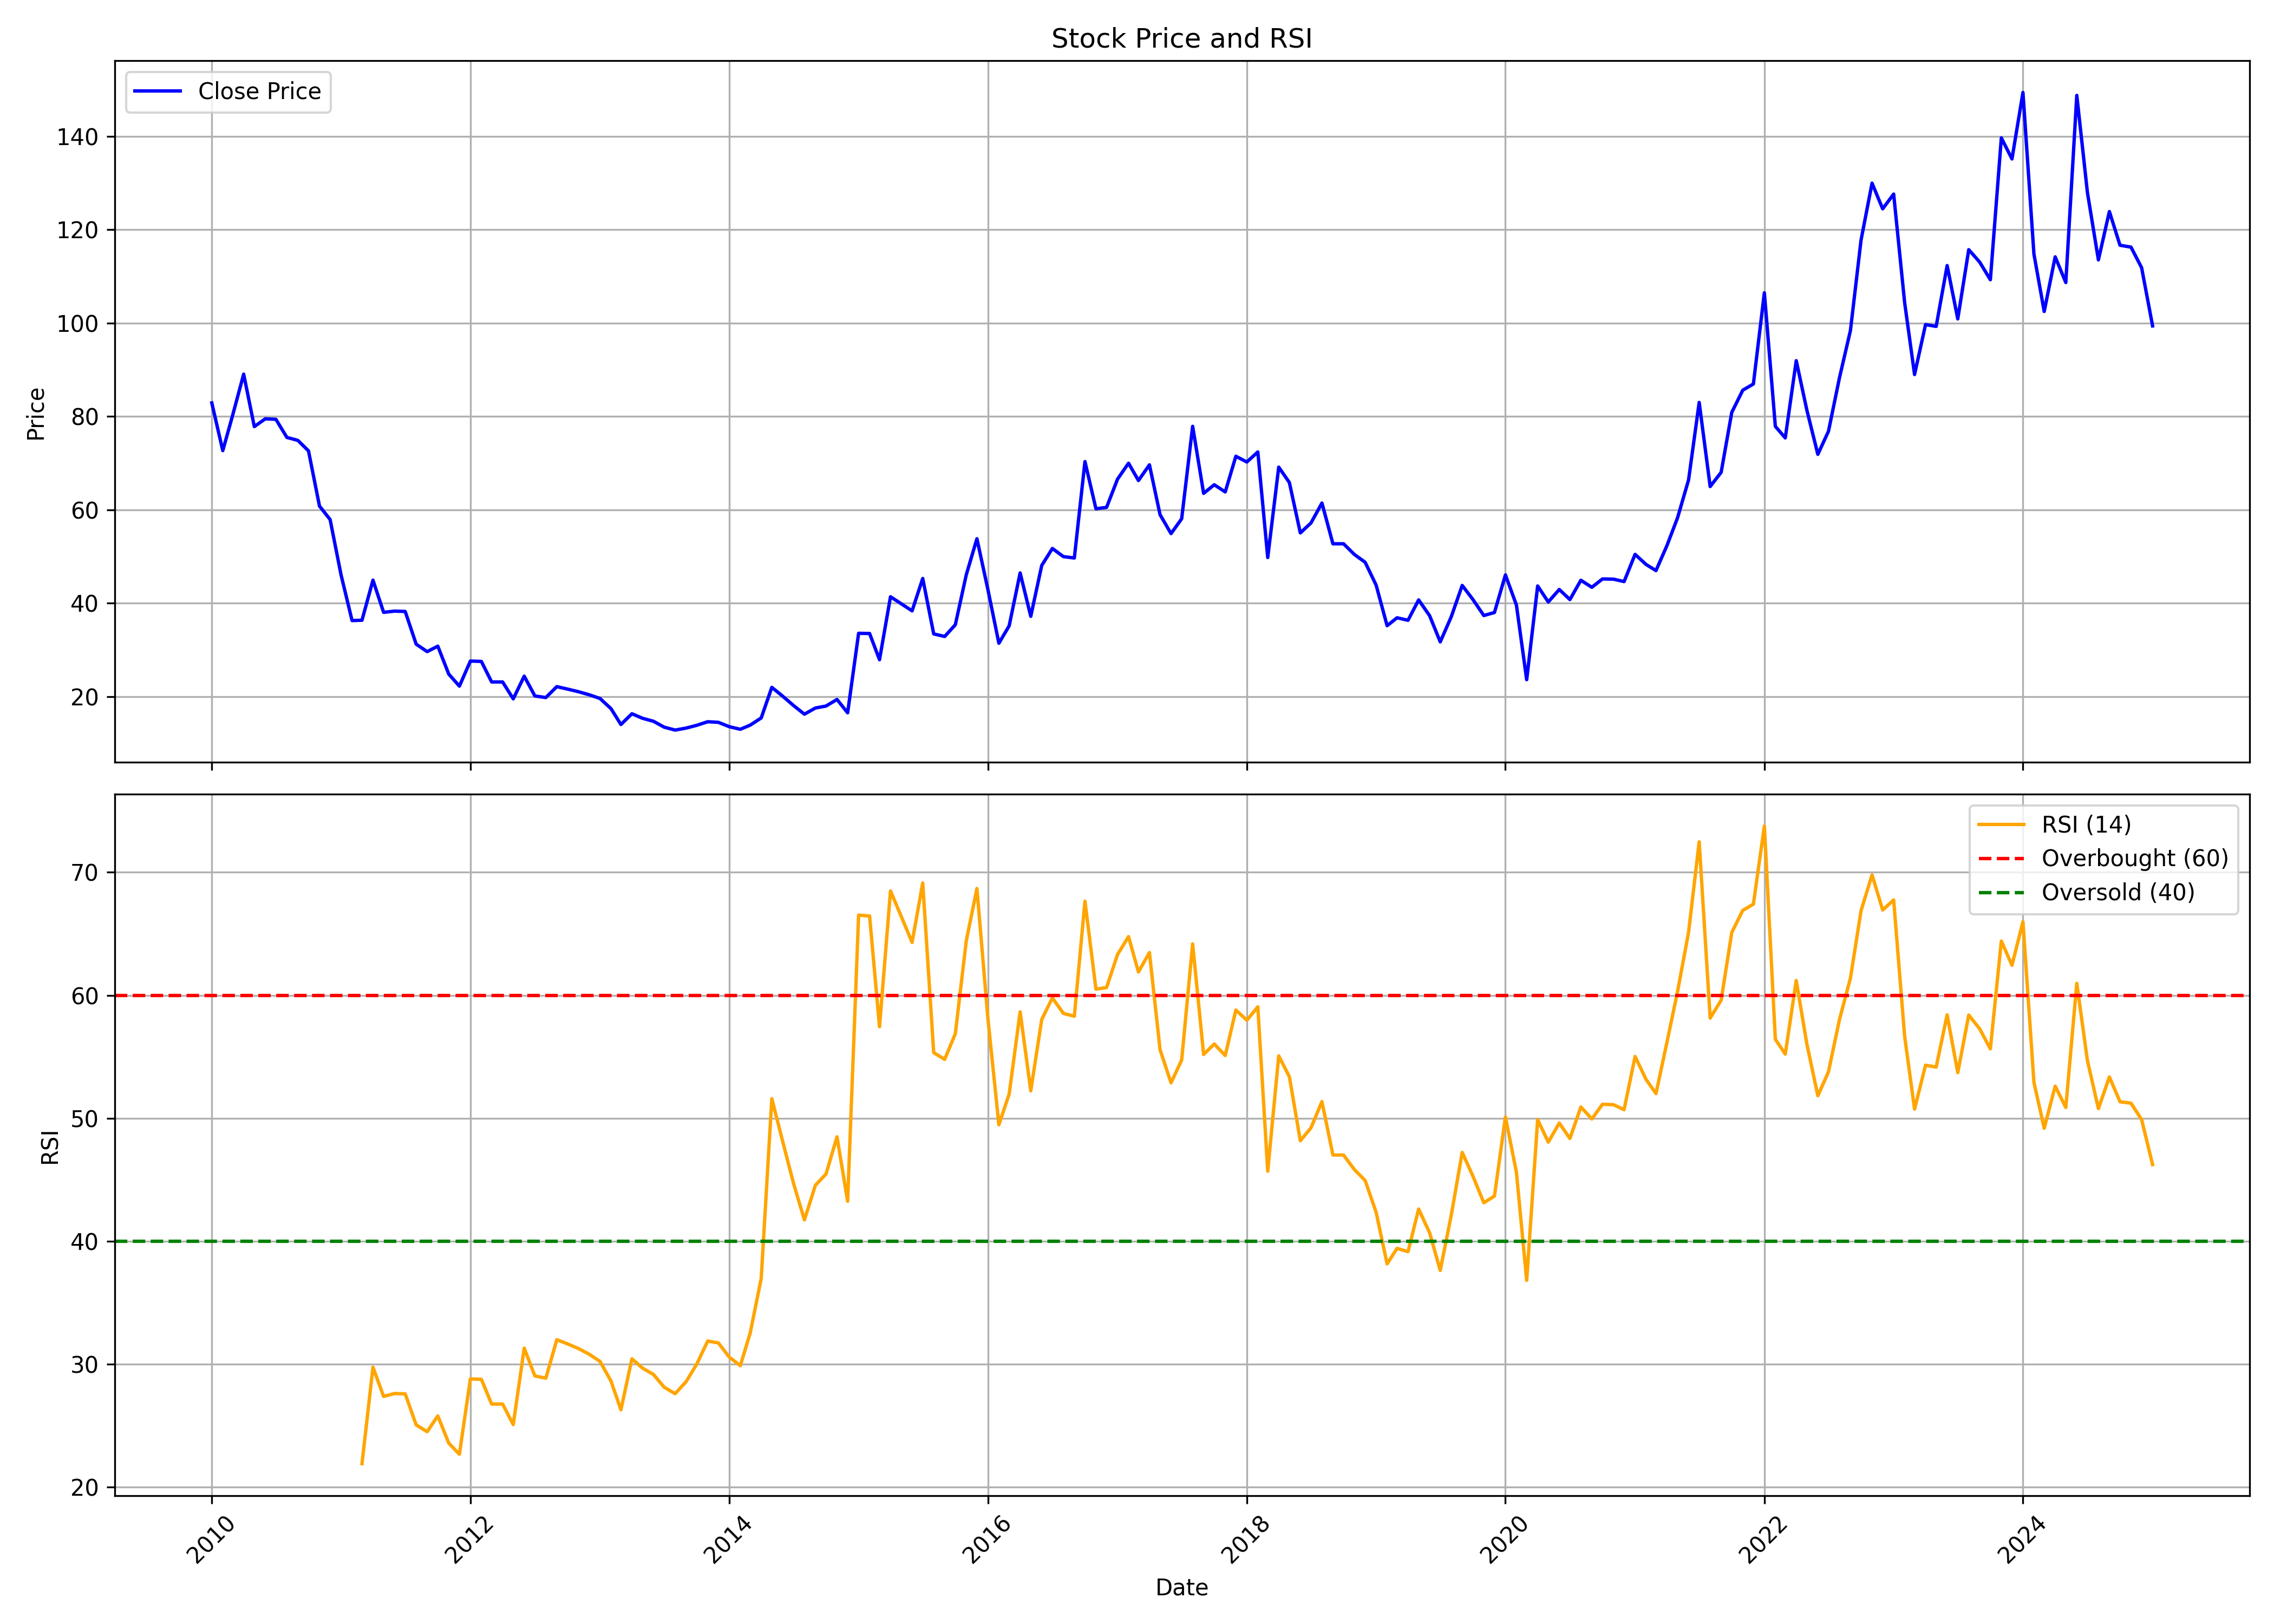 Stock Price and RSI
Close Price
Price
140
120
100
80
60
40
20
RSI (14)
Overbought (60)
Oversold (40)
RSI
70
60
50
40
30
20
2010
2012
2014
2016
2018
2020
2022
2024
Date